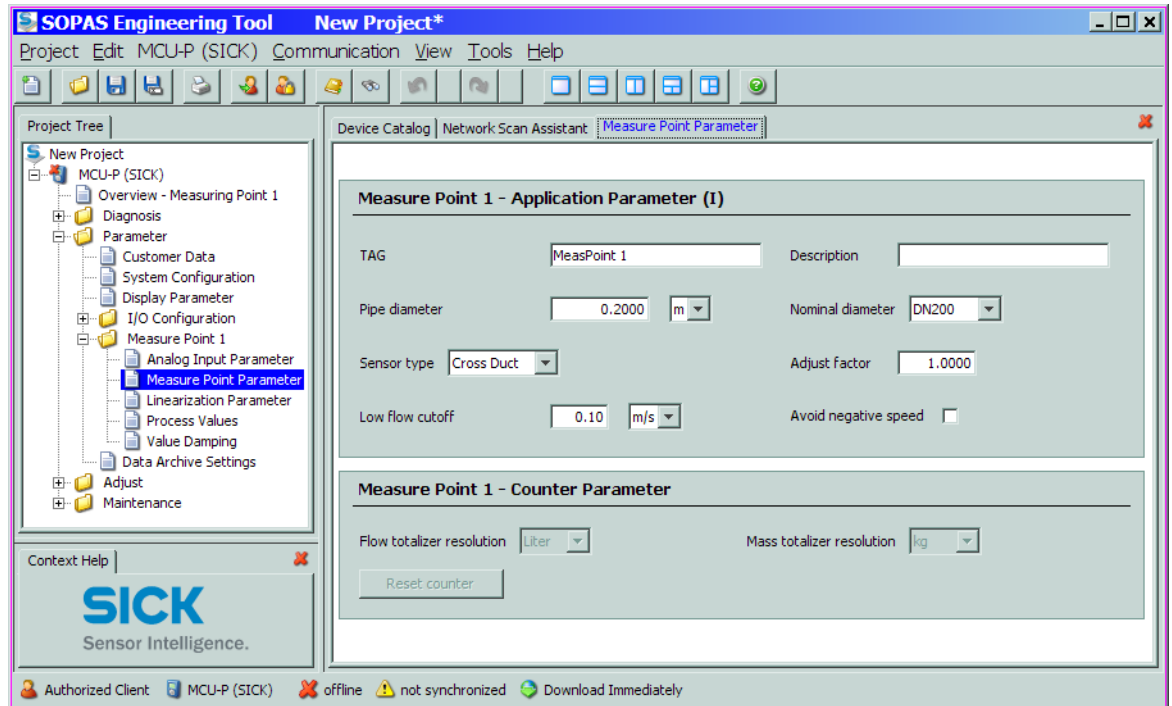 SOPAS Engineering Tool New Project*
Project Edit MCU-P (SICK) Communication View Tools Help
Project Tree
New Project
MCU-P (SICK)
Overview - Measuring Point 1
Diagnosis
Parameter
Customer Data
System Configuration
Display Parameter
I/O Configuration
Measure Point 1
Analog Input Parameter
Measure Point Parameter
Linearization Parameter
Process Values
Value Damping
Data Archive Settings
Adjust
Maintenance
Context Help
SICK
Sensor Intelligence.
Device Catalog Network Scan Assistant Measure Point Parameter
Measure Point 1 - Application Parameter (I)
TAG MeasPoint 1 Description
Pipe diameter 0.2000 m Nominal diameter DN200
Sensor type Cross Duct Adjust factor 1.0000
Low flow cutoff 0.10 m/s Avoid negative speed
Measure Point 1 - Counter Parameter
Flow totalizer resolution Liter Mass totalizer resolution kg
Reset counter
Authorized Client MCU-P (SICK) offline not synchronized Download Immediately